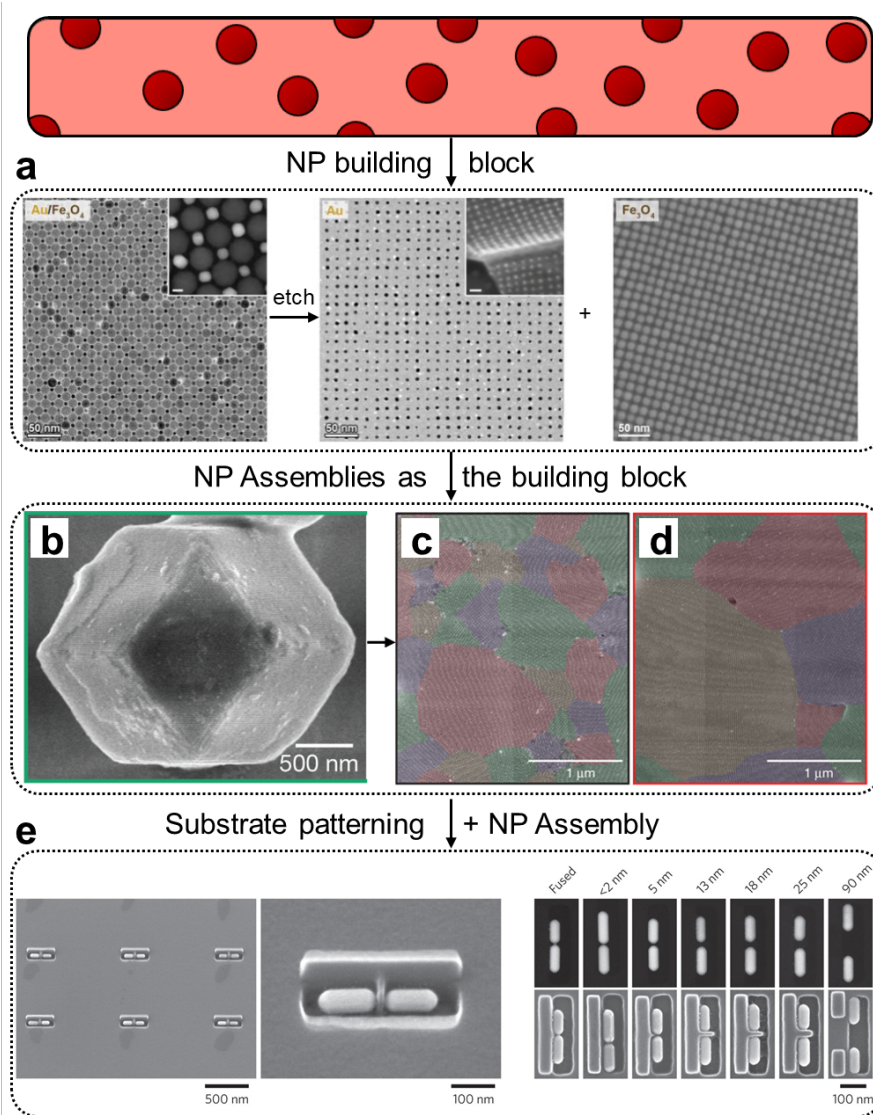 NP building block
a
Au/Fe3O4
Au
Fe3O4
etch
+
50 nm
50 nm
50 nm
NP Assemblies as the building block
b
c
d
500 nm
1 μm
1 μm
Substrate patterning + NP Assembly
e
Fused
<2 nm
5 nm
13 nm
18 nm
25 nm
90 nm
500 nm
100 nm
100 nm